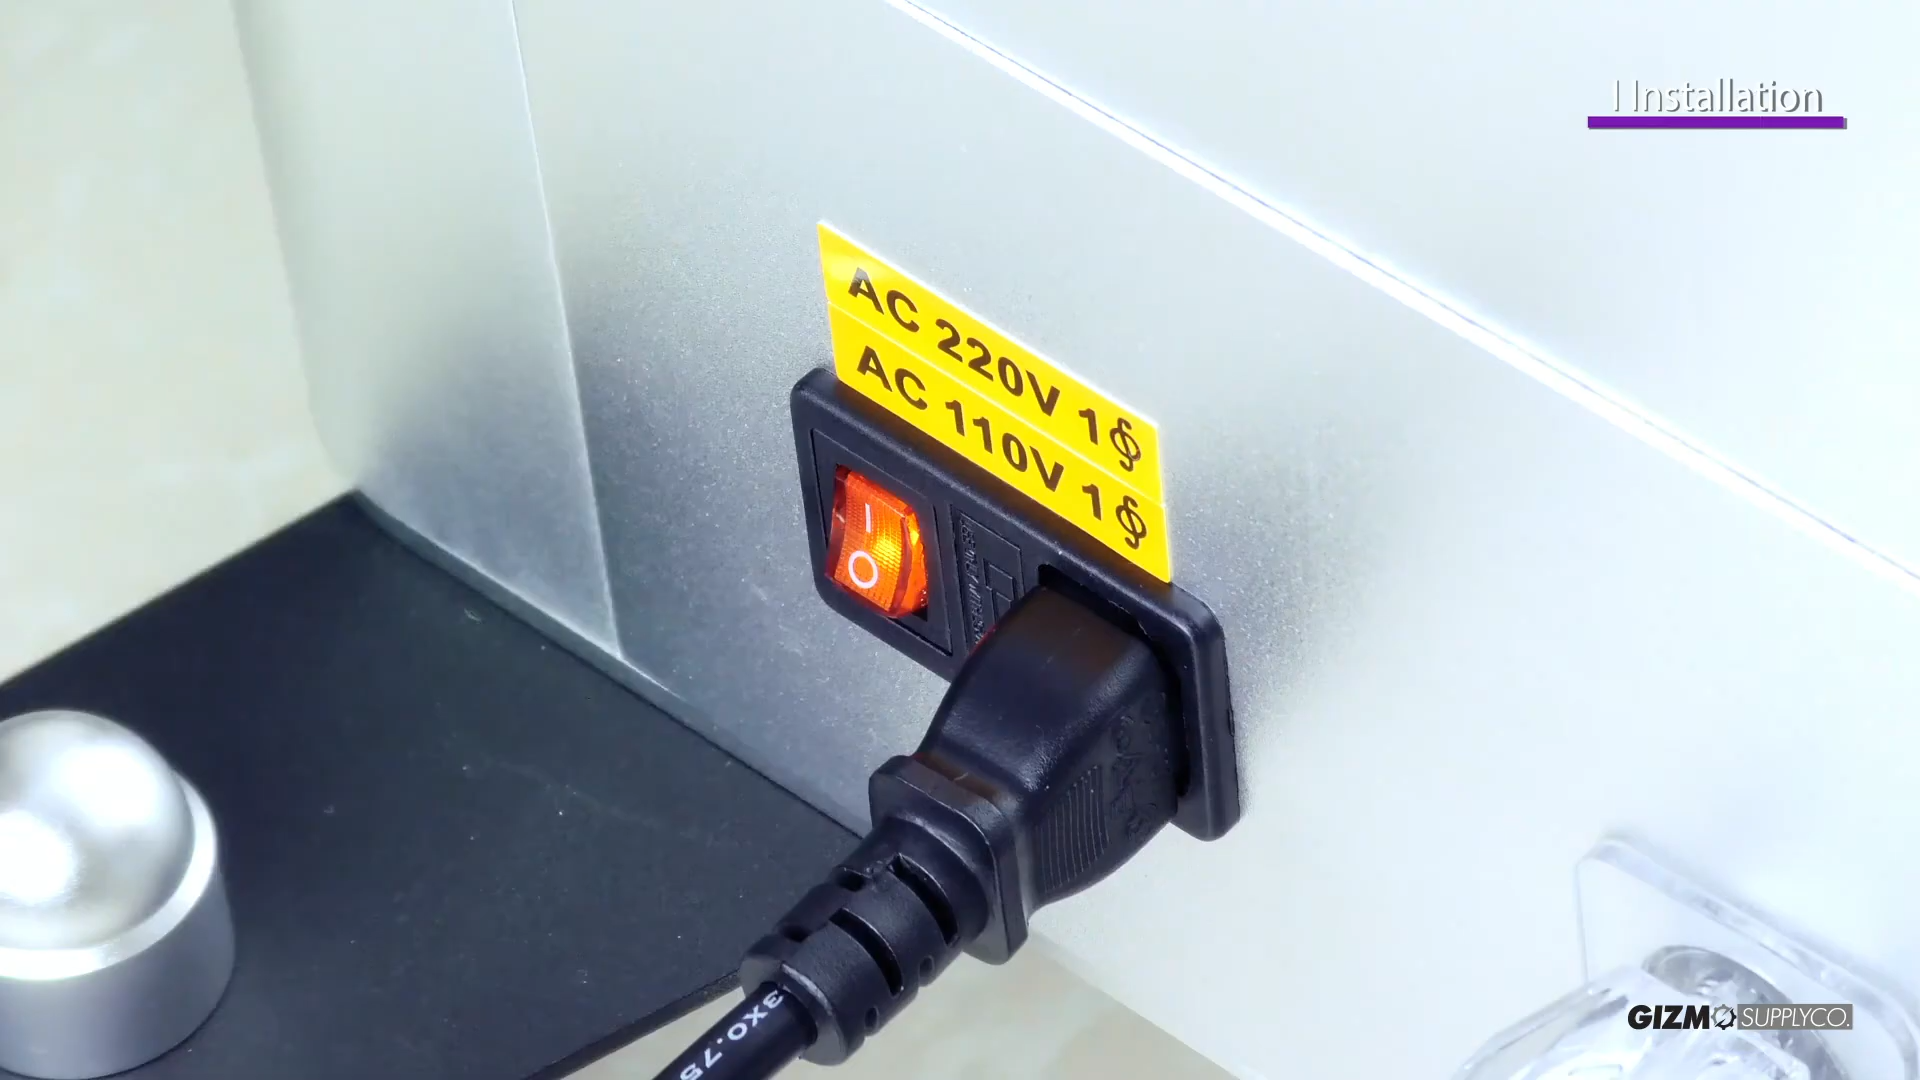 I Installation
AC 220V 1
AC 110V 1
I
O
3X0.75
GIZMO SUPPLYCO.